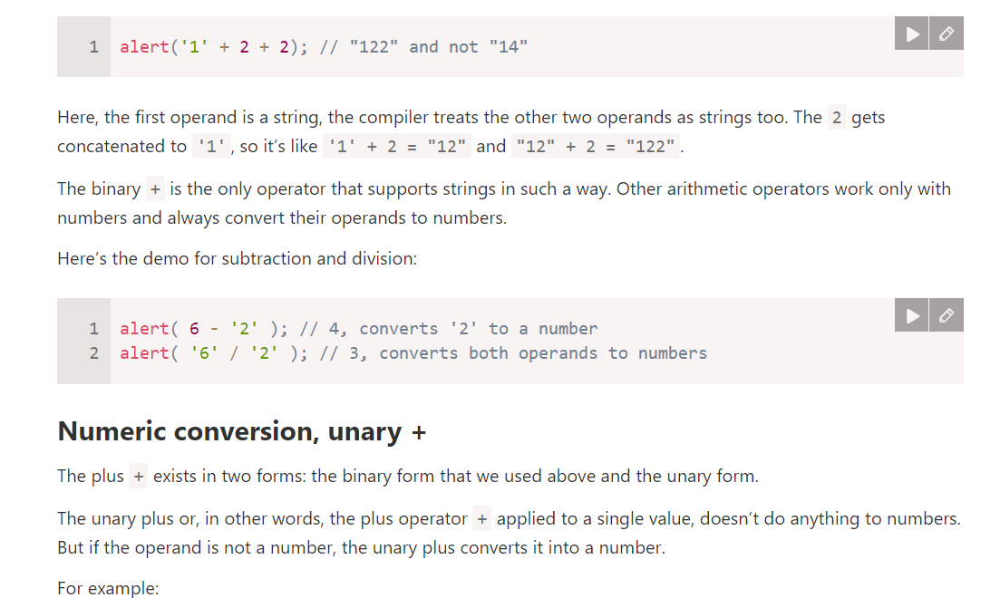 1 alert('1' + 2 + 2); // "122" and not "14"
Here, the first operand is a string, the compiler treats the other two operands as strings too. The 2 gets
concatenated to '1', so it’s like '1' + 2 = "12" and "12" + 2 = "122".
The binary + is the only operator that supports strings in such a way. Other arithmetic operators work only with
numbers and always convert their operands to numbers.
Here’s the demo for subtraction and division:
1 alert( 6 - '2' ); // 4, converts '2' to a number
2 alert( '6' / '2' ); // 3, converts both operands to numbers
Numeric conversion, unary +
The plus + exists in two forms: the binary form that we used above and the unary form.
The unary plus or, in other words, the plus operator + applied to a single value, doesn’t do anything to numbers.
But if the operand is not a number, the unary plus converts it into a number.
For example: